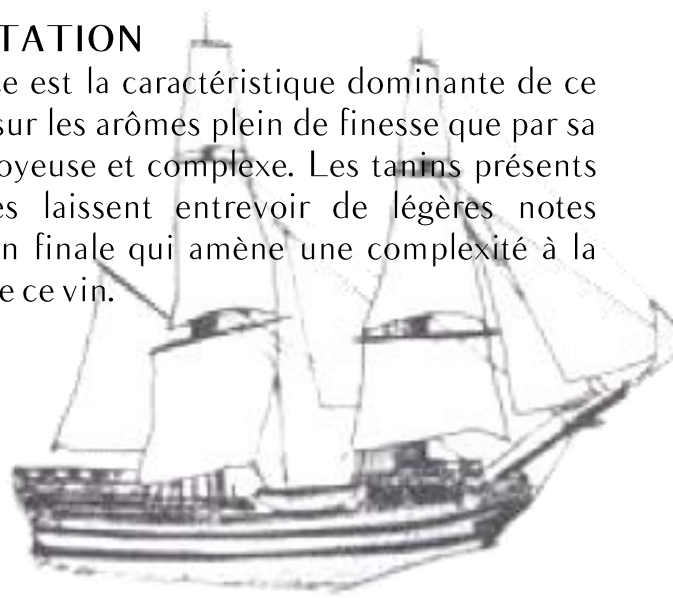 TATION
e est la caractéristique dominante de ce
sur les arômes plein de finesse que par sa
oyeuse et complexe. Les tanins présents
es laissent entrevoir de légères notes
n finale qui amène une complexité à la
e ce vin.